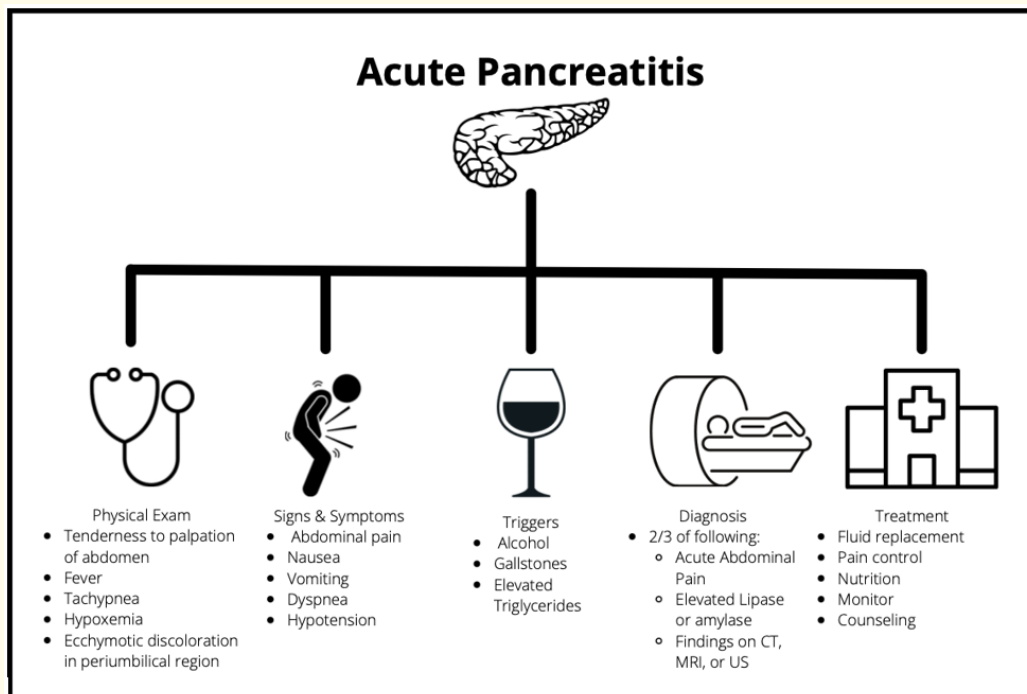 Acute Pancreatitis
Physical Exam
• Tenderness to palpation
of abdomen
• Fever
• Tachypnea
• Hypoxemia
• Ecchymotic discoloration
in periumbilical region
Signs & Symptoms
• Abdominal pain
• Nausea
• Vomiting
• Dyspnea
• Hypotension
Triggers
• Alcohol
• Gallstones
• Elevated
Triglycerides
Diagnosis
• 2/3 of following:
◦ Acute Abdominal
Pain
◦ Elevated Lipase
or amylase
◦ Findings on CT,
MRI, or US
Treatment
• Fluid replacement
• Pain control
• Nutrition
• Monitor
• Counseling